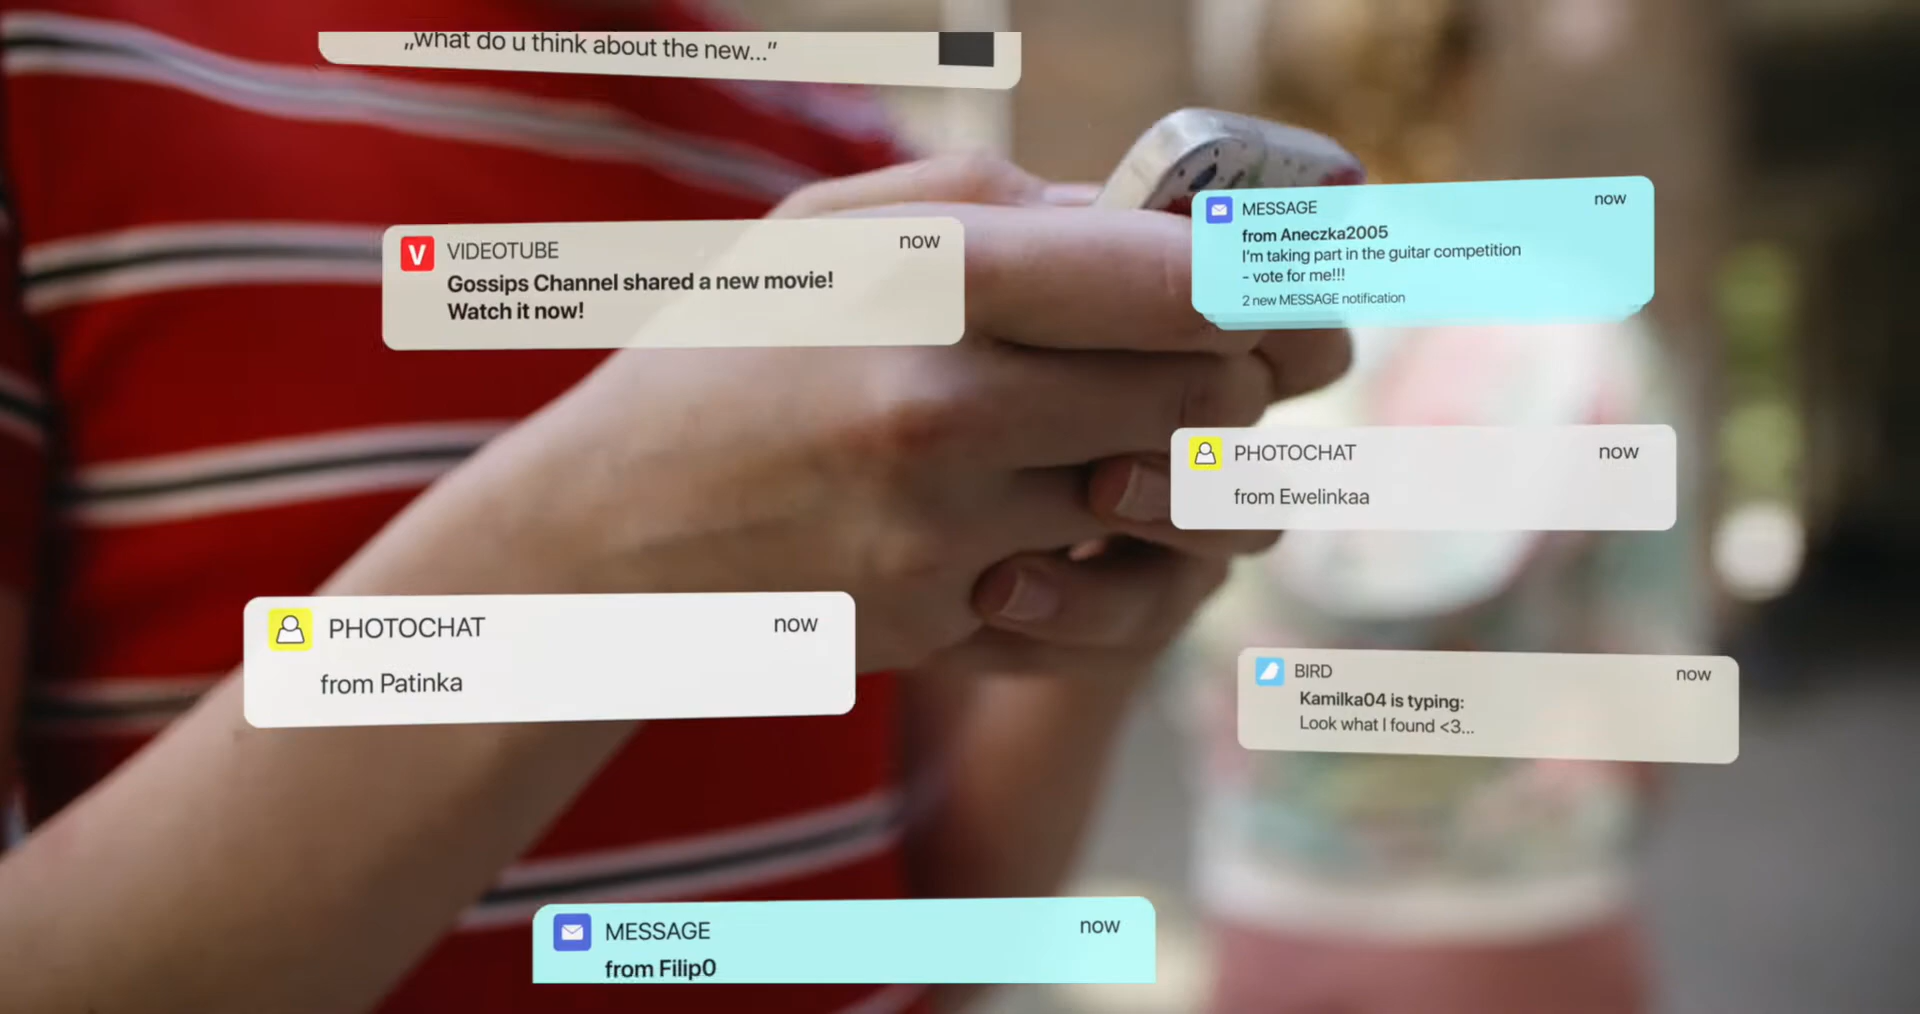 „what do u think about the new...”
V VIDEOTUBE now
Gossips Channel shared a new movie!
Watch it now!
MESSAGE now
from Aneczka2005
I'm taking part in the guitar competition
- vote for me!!!
2 new MESSAGE notification
PHOTOCHAT now
from Ewelinkaa
PHOTOCHAT now
from Patinka
BIRD now
Kamilka04 is typing:
Look what I found <3...
MESSAGE now
from Filip0